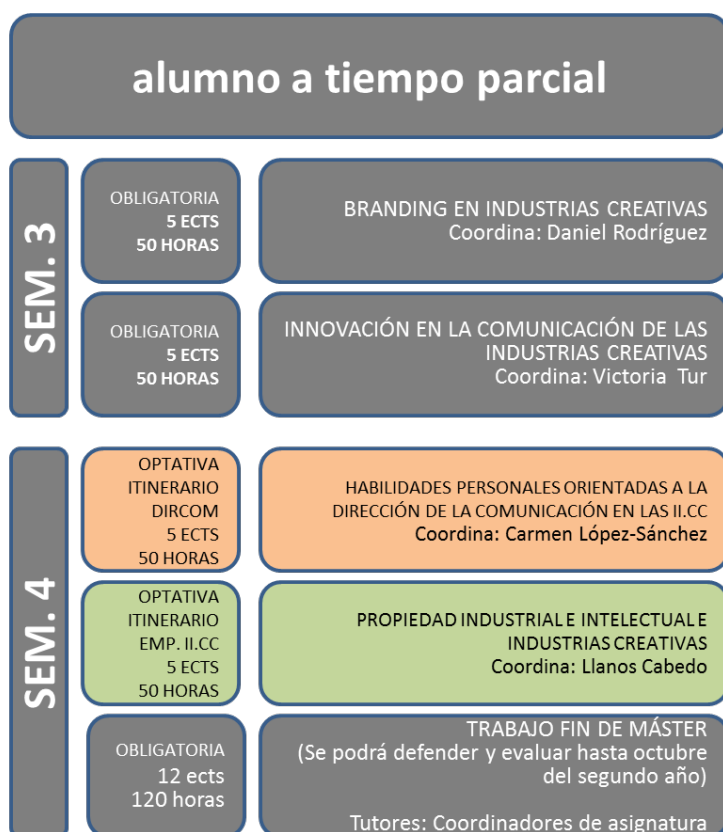 alumno a tiempo parcial
SEM. 3
OBLIGATORIA
5 ECTS
50 HORAS
BRANDING EN INDUSTRIAS CREATIVAS
Coordina: Daniel Rodríguez
OBLIGATORIA
5 ECTS
50 HORAS
INNOVACIÓN EN LA COMUNICACIÓN DE LAS
INDUSTRIAS CREATIVAS
Coordina: Victoria Tur
SEM. 4
OPTATIVA
ITINERARIO
DIRCOM
5 ECTS
50 HORAS
HABILIDADES PERSONALES ORIENTADAS A LA
DIRECCIÓN DE LA COMUNICACIÓN EN LAS II.CC
Coordina: Carmen López-Sánchez
OPTATIVA
ITINERARIO
EMP. II.CC
5 ECTS
50 HORAS
PROPIEDAD INDUSTRIAL E INTELECTUAL E
INDUSTRIAS CREATIVAS
Coordina: Llanos Cabedo
OBLIGATORIA
12 ects
120 horas
TRABAJO FIN DE MÁSTER
(Se podrá defender y evaluar hasta octubre
del segundo año)
Tutores: Coordinadores de asignatura